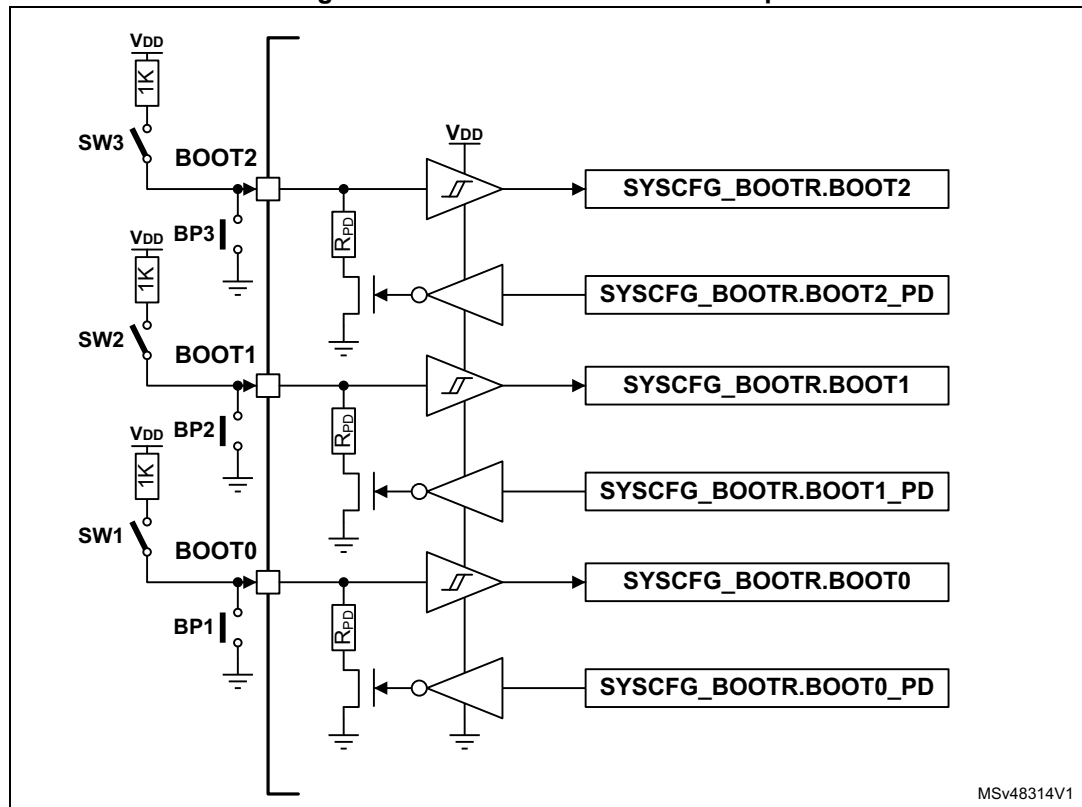 VDD
1K
SW3
BOOT2
VDD
SYSCFG_BOOTR.BOOT2
BP3
RPD
VDD
1K
SYSCFG_BOOTR.BOOT2_PD
SW2
BOOT1
SYSCFG_BOOTR.BOOT1
BP2
RPD
VDD
1K
SYSCFG_BOOTR.BOOT1_PD
SW1
BOOT0
SYSCFG_BOOTR.BOOT0
BP1
RPD
SYSCFG_BOOTR.BOOT0_PD
MSv48314V1